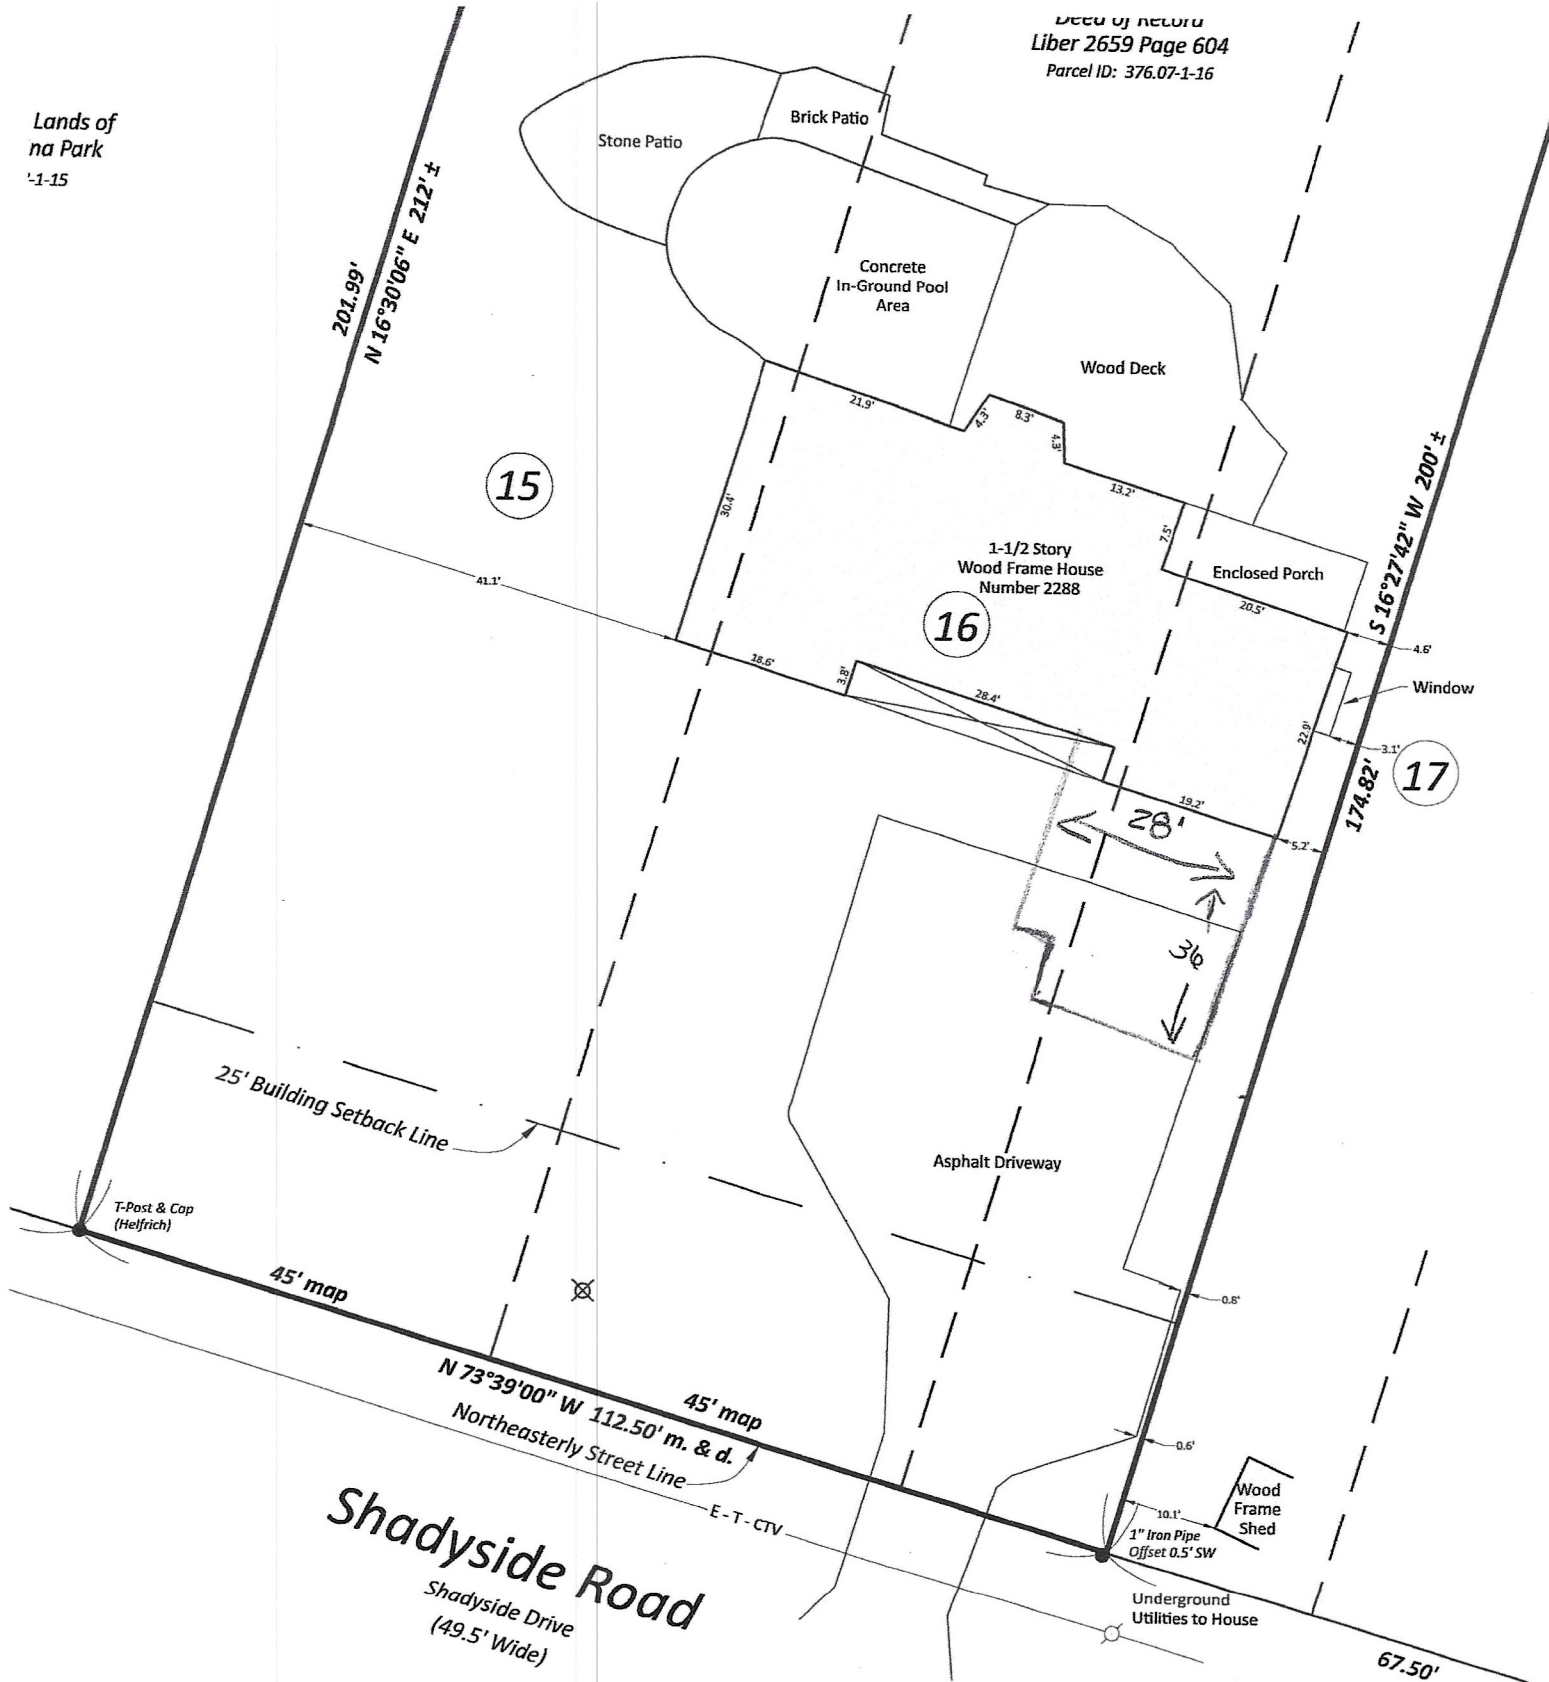 Deed of Record
Liber 2659 Page 604
Parcel ID: 376.07-1-16
Lands of
na Park
'-1-15
Stone Patio
Brick Patio
201.99'
N 16°30'06" E 212' ±
Concrete
In-Ground Pool
Area
Wood Deck
21.9'
4.3'
8.3'
4.3'
13.2'
15
30.4'
7.5'
S 16°27'42" W 200' ±
1-1/2 Story
Wood Frame House
Number 2288
Enclosed Porch
41.1'
16
20.5'
4.6'
18.6'
3.8'
28.4'
Window
22.9'
3.1'
17
174.82'
19.2'
28'
5.2'
36
25' Building Setback Line
Asphalt Driveway
T-Post & Cap
(Helfrich)
45' map
0.8'
N 73°39'00" W 112.50' m. & d.
45' map
Northeasterly Street Line
0.6'
E - T - CTV
Wood
Frame
Shed
10.1'
1" Iron Pipe
Offset 0.5' SW
Shadyside Road
Shadyside Drive
(49.5' Wide)
Underground
Utilities to House
67.50'